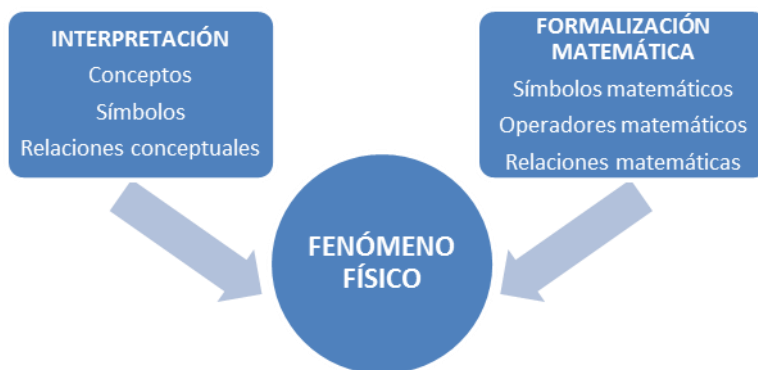 INTERPRETACIÓN
Conceptos
Símbolos
Relaciones conceptuales
FORMALIZACIÓN
MATEMÁTICA
Símbolos matemáticos
Operadores matemáticos
Relaciones matemáticas
FENÓMENO
FÍSICO